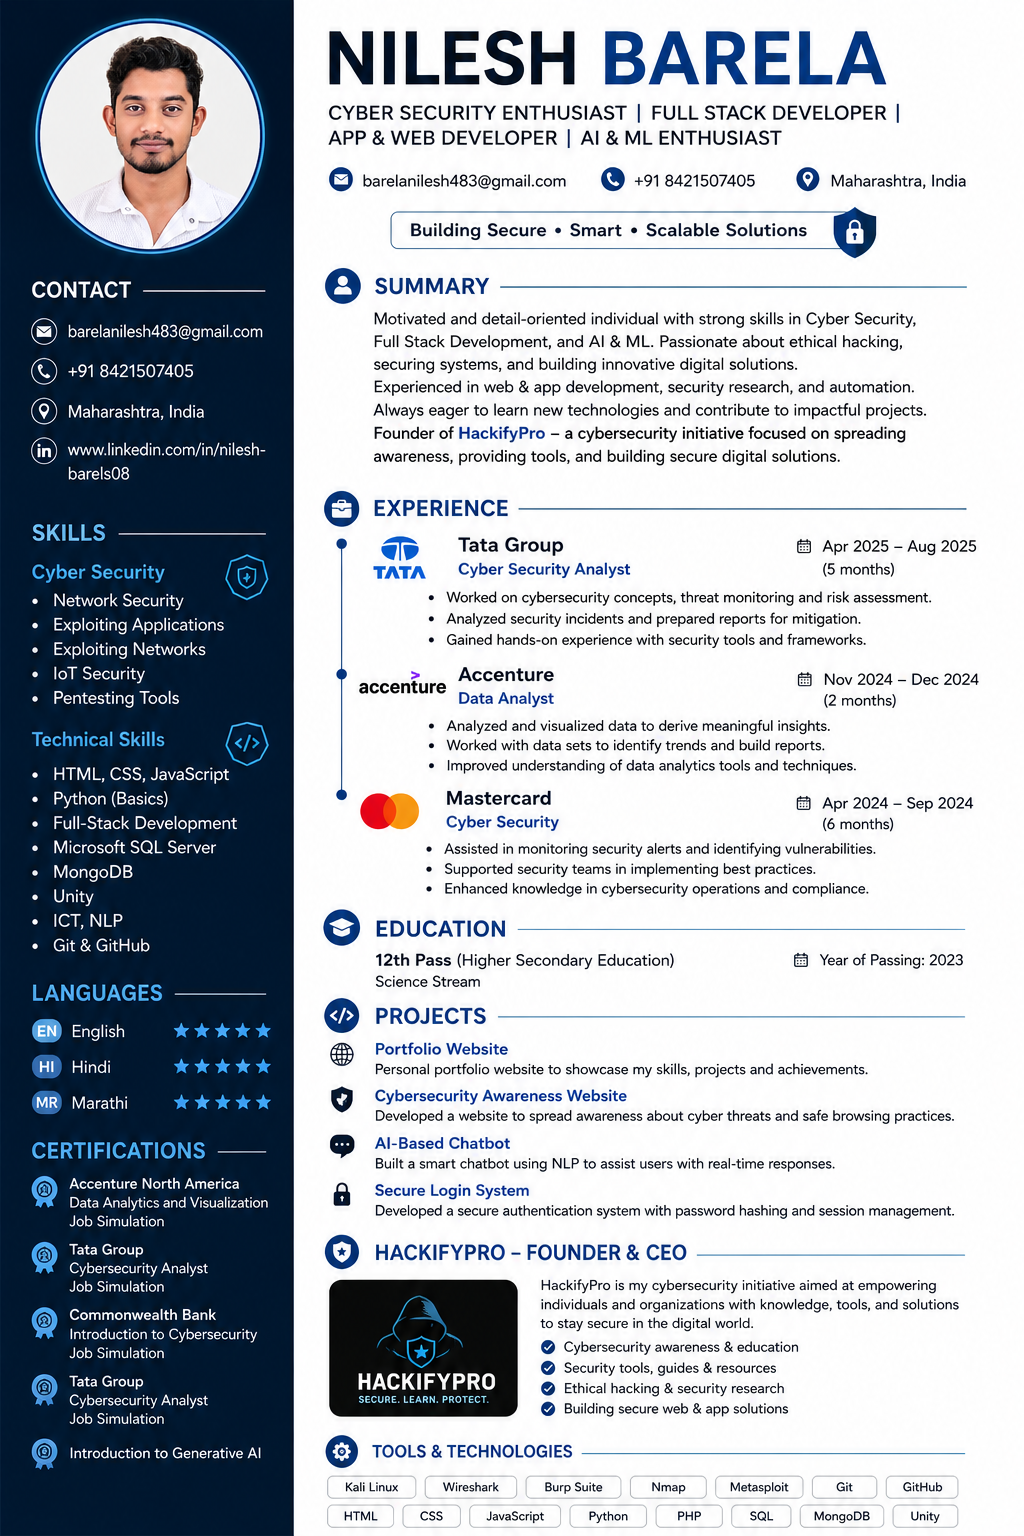 NILESH BARELA
CYBER SECURITY ENTHUSIAST | FULL STACK DEVELOPER |
APP & WEB DEVELOPER | AI & ML ENTHUSIAST
barelanilesh483@gmail.com +91 8421507405 Maharashtra, India
Building Secure • Smart • Scalable Solutions
CONTACT
barelanilesh483@gmail.com
+91 8421507405
Maharashtra, India
in www.linkedin.com/in/nilesh-
barels08
SKILLS
Cyber Security
• Network Security
• Exploiting Applications
• Exploiting Networks
• IoT Security
• Pentesting Tools
Technical Skills
</>
• HTML, CSS, JavaScript
• Python (Basics)
• Full-Stack Development
• Microsoft SQL Server
• MongoDB
• Unity
• ICT, NLP
• Git & GitHub
LANGUAGES
EN English ★★★★★
HI Hindi ★★★★★
MR Marathi ★★★★★
CERTIFICATIONS
Accenture North America
Data Analytics and Visualization
Job Simulation
Tata Group
Cybersecurity Analyst
Job Simulation
Commonwealth Bank
Introduction to Cybersecurity
Job Simulation
Tata Group
Cybersecurity Analyst
Job Simulation
Introduction to Generative AI
SUMMARY
Motivated and detail-oriented individual with strong skills in Cyber Security,
Full Stack Development, and AI & ML. Passionate about ethical hacking,
securing systems, and building innovative digital solutions.
Experienced in web & app development, security research, and automation.
Always eager to learn new technologies and contribute to impactful projects.
Founder of HackifyPro – a cybersecurity initiative focused on spreading
awareness, providing tools, and building secure digital solutions.
EXPERIENCE
TATA
Tata Group Apr 2025 – Aug 2025
Cyber Security Analyst (5 months)
• Worked on cybersecurity concepts, threat monitoring and risk assessment.
• Analyzed security incidents and prepared reports for mitigation.
• Gained hands-on experience with security tools and frameworks.
accenture
Accenture Nov 2024 – Dec 2024
Data Analyst (2 months)
• Analyzed and visualized data to derive meaningful insights.
• Worked with data sets to identify trends and build reports.
• Improved understanding of data analytics tools and techniques.
Mastercard Apr 2024 – Sep 2024
Cyber Security (6 months)
• Assisted in monitoring security alerts and identifying vulnerabilities.
• Supported security teams in implementing best practices.
• Enhanced knowledge in cybersecurity operations and compliance.
EDUCATION
12th Pass (Higher Secondary Education) Year of Passing: 2023
Science Stream
</> PROJECTS
Portfolio Website
Personal portfolio website to showcase my skills, projects and achievements.
Cybersecurity Awareness Website
Developed a website to spread awareness about cyber threats and safe browsing practices.
AI-Based Chatbot
Built a smart chatbot using NLP to assist users with real-time responses.
Secure Login System
Developed a secure authentication system with password hashing and session management.
HACKIFYPRO – FOUNDER & CEO
HACKIFYPRO
SECURE. LEARN. PROTECT.
HackifyPro is my cybersecurity initiative aimed at empowering
individuals and organizations with knowledge, tools, and solutions
to stay secure in the digital world.
Cybersecurity awareness & education
Security tools, guides & resources
Ethical hacking & security research
Building secure web & app solutions
TOOLS & TECHNOLOGIES
Kali Linux Wireshark Burp Suite Nmap Metasploit Git GitHub
HTML CSS JavaScript Python PHP SQL MongoDB Unity